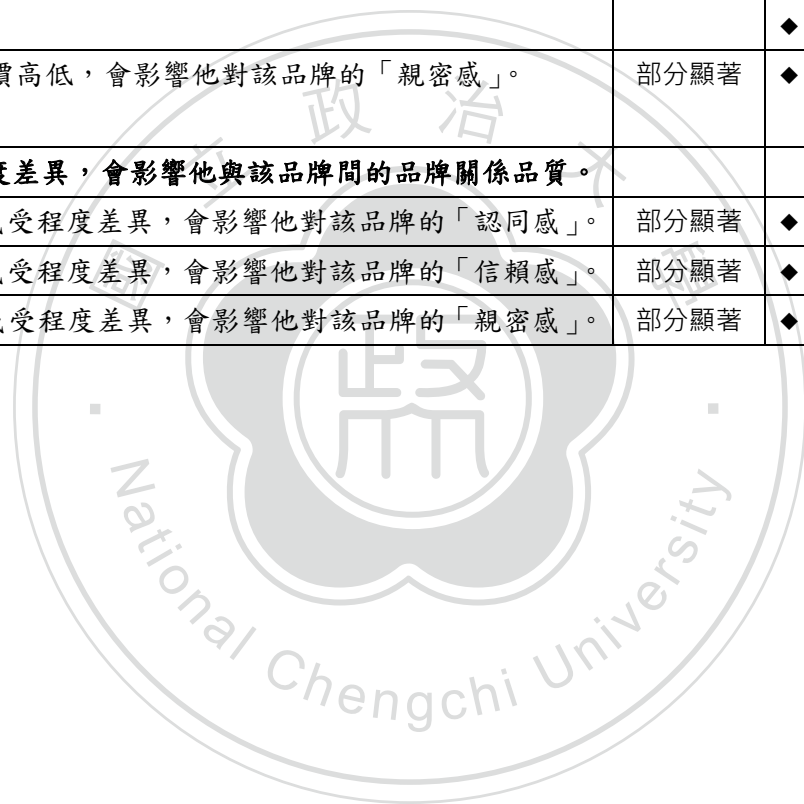 ◆
價高低，會影響他對該品牌的「親密感」。 部分顯著 ◆
度差異，會影響他與該品牌間的品牌關係品質。
受程度差異，會影響他對該品牌的「認同感」。 部分顯著 ◆
受程度差異，會影響他對該品牌的「信賴感」。 部分顯著 ◆
受程度差異，會影響他對該品牌的「親密感」。 部分顯著 ◆
國立政治大學
政
National Chengchi University